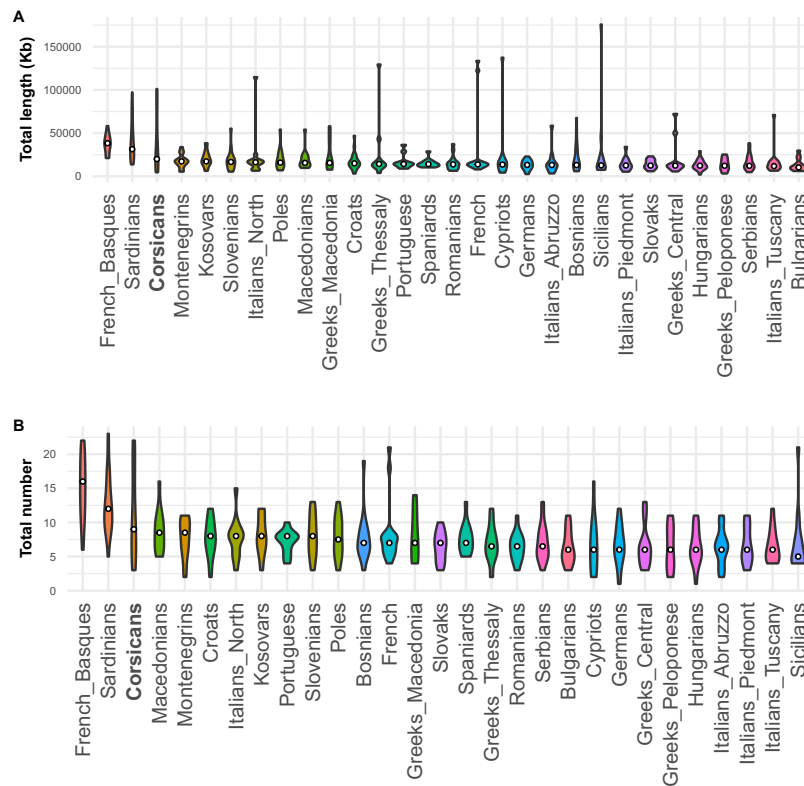 A
Total length (Kb)
150000
100000
50000
0
French_Basques
Sardinians
Corsicans
Montenegrins
Kosovars
Slovenians
Italians_North
Poles
Macedonians
Greeks_Macedonia
Croats
Greeks_Thessaly
Portuguese
Spaniards
Romanians
French
Cypriots
Germans
Italians_Abruzzo
Bosnians
Sicilians
Italians_Piedmont
Slovaks
Greeks_Central
Hungarians
Greeks_Peloponese
Serbians
Italians_Tuscany
Bulgarians
B
Total number
20
15
10
5
0
French_Basques
Sardinians
Corsicans
Macedonians
Montenegrins
Croats
Italians_North
Kosovars
Portuguese
Slovenians
Poles
Bosnians
French
Greeks_Macedonia
Slovaks
Spaniards
Greeks_Thessaly
Romanians
Serbians
Bulgarians
Cypriots
Germans
Greeks_Central
Greeks_Peloponese
Hungarians
Italians_Abruzzo
Italians_Piedmont
Italians_Tuscany
Sicilians